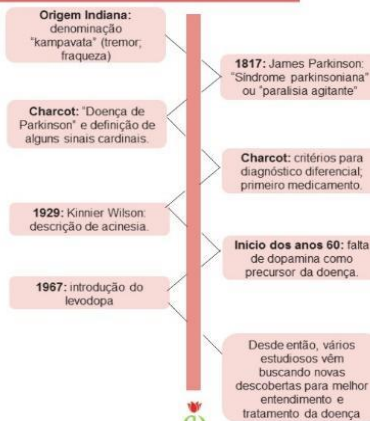 Origem Indiana:
denominação
"kampavata" (tremor;
fraqueza)
1817: James Parkinson:
"Síndrome parkinsoniana"
ou "paralisia agitante"
Charcot: "Doença de
Parkinson" e definição de
alguns sinais cardinais.
Charcot: critérios para
diagnóstico diferencial;
primeiro medicamento.
1929: Kinnier Wilson:
descrição de acinesia.
Inicio dos anos 60: falta
de dopamina como
precursor da doença.
1967: introdução do
levodopa
Desde então, vários
estudiosos vêm
buscando novas
descobertas para melhor
entendimento e
tratamento da doença